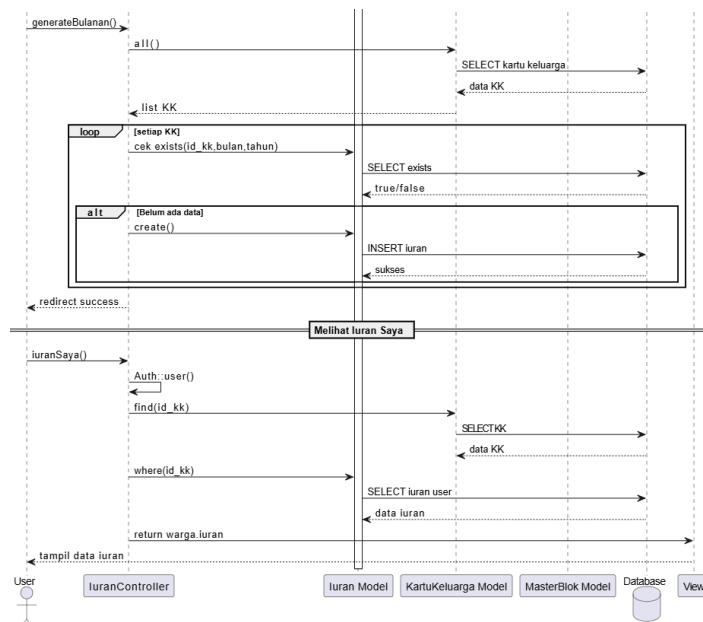 generateBulanan()
all()
SELECT kartu keluarga
data KK
list KK
loop [setiap KK]
cek exists(id_kk,bulan,tahun)
SELECT exists
true/false
alt [Belum ada data]
create()
INSERT iuran
sukses
redirect success
Melihat Iuran Saya
iuranSaya()
Auth::user()
find(id_kk)
SELECT KK
data KK
where(id_kk)
SELECT iuran user
data iuran
return warga.iuran
tampil data iuran
User IuranController Iuran Model KartuKeluarga Model MasterBlok Model Database View